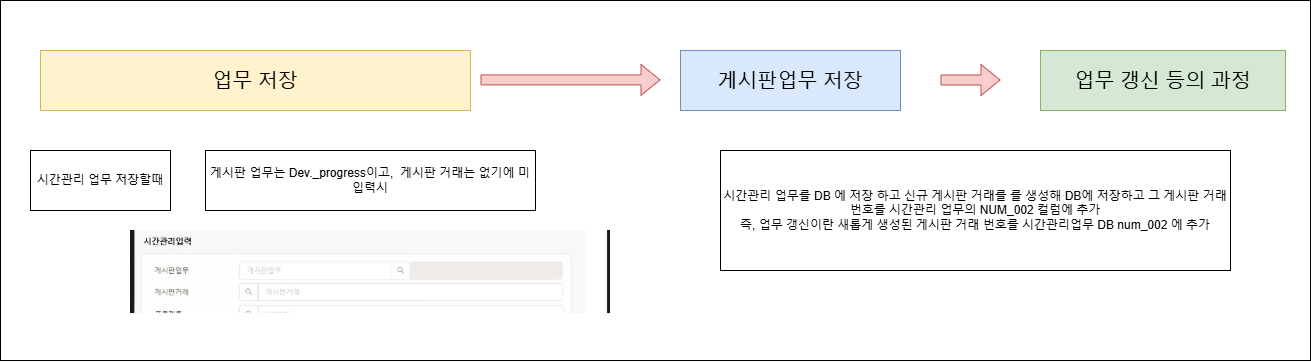 업무 저장
게시판업무 저장
업무 갱신 등의 과정
시간관리 업무 저장할때
게시판 업무는 Dev._progress이고, 게시판 거래는 없기에 미
입력시
시간관리 업무를 DB 에 저장 하고 신규 게시판 거래를 를 생성해 DB에 저장하고 그 게시판 거래
번호를 시간관리 업무의 NUM_002 컬럼에 추가
즉, 업무 갱신이란 새롭게 생성된 게시판 거래 번호를 시간관리업무 DB num_002 에 추가
시간관리입력
게시판업무
게시판업무
게시판거래
게시판거래